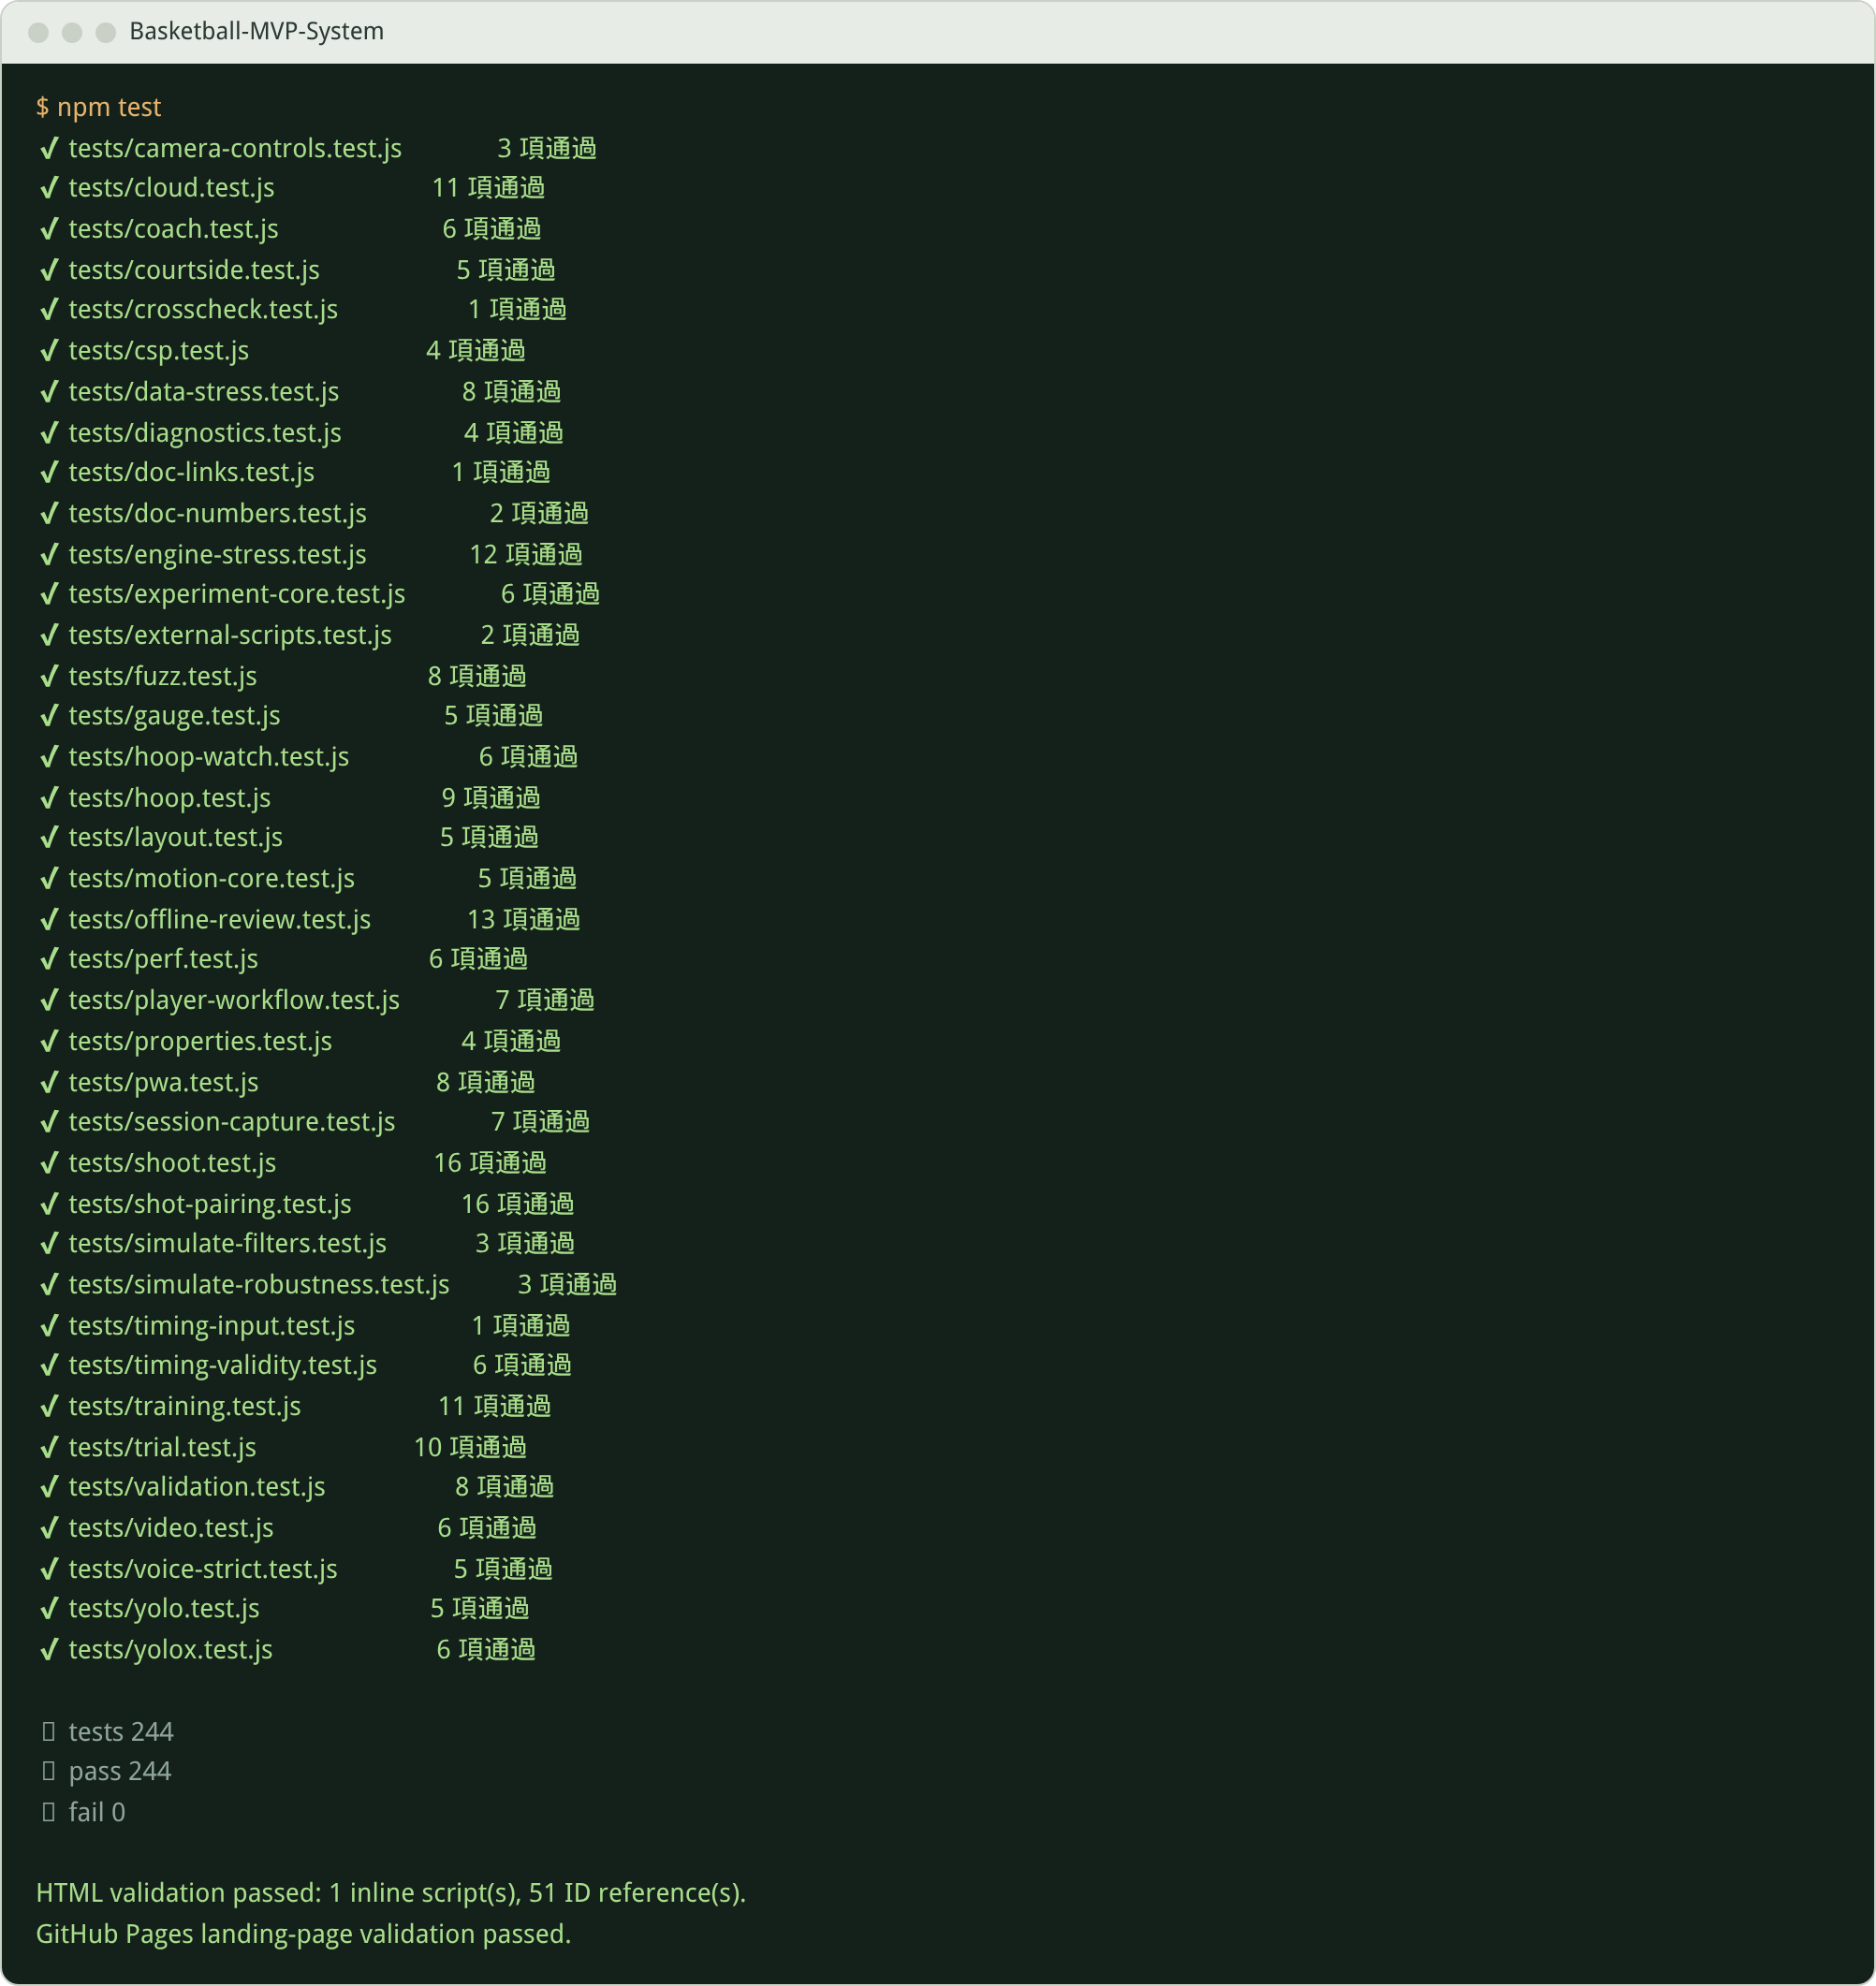 Basketball-MVP-System
$ npm test
✓ tests/camera-controls.test.js 3 項通過
✓ tests/cloud.test.js 11 項通過
✓ tests/coach.test.js 6 項通過
✓ tests/courtside.test.js 5 項通過
✓ tests/crosscheck.test.js 1 項通過
✓ tests/csp.test.js 4 項通過
✓ tests/data-stress.test.js 8 項通過
✓ tests/diagnostics.test.js 4 項通過
✓ tests/doc-links.test.js 1 項通過
✓ tests/doc-numbers.test.js 2 項通過
✓ tests/engine-stress.test.js 12 項通過
✓ tests/experiment-core.test.js 6 項通過
✓ tests/external-scripts.test.js 2 項通過
✓ tests/fuzz.test.js 8 項通過
✓ tests/gauge.test.js 5 項通過
✓ tests/hoop-watch.test.js 6 項通過
✓ tests/hoop.test.js 9 項通過
✓ tests/layout.test.js 5 項通過
✓ tests/motion-core.test.js 5 項通過
✓ tests/offline-review.test.js 13 項通過
✓ tests/perf.test.js 6 項通過
✓ tests/player-workflow.test.js 7 項通過
✓ tests/properties.test.js 4 項通過
✓ tests/pwa.test.js 8 項通過
✓ tests/session-capture.test.js 7 項通過
✓ tests/shoot.test.js 16 項通過
✓ tests/shot-pairing.test.js 16 項通過
✓ tests/simulate-filters.test.js 3 項通過
✓ tests/simulate-robustness.test.js 3 項通過
✓ tests/timing-input.test.js 1 項通過
✓ tests/timing-validity.test.js 6 項通過
✓ tests/training.test.js 11 項通過
✓ tests/trial.test.js 10 項通過
✓ tests/validation.test.js 8 項通過
✓ tests/video.test.js 6 項通過
✓ tests/voice-strict.test.js 5 項通過
✓ tests/yolo.test.js 5 項通過
✓ tests/yolox.test.js 6 項通過
tests 244
pass 244
fail 0
HTML validation passed: 1 inline script(s), 51 ID reference(s).
GitHub Pages landing-page validation passed.